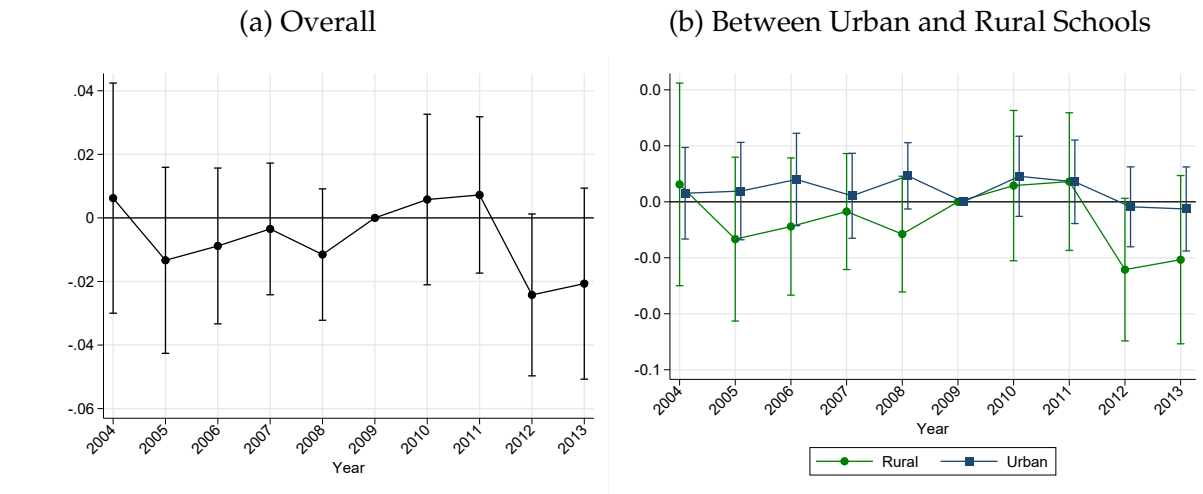 (a) Overall
.04
.02
0
-.02
-.04
-.06
2004 2005 2006 2007 2008 2009 2010 2011 2012 2013
Year
(b) Between Urban and Rural Schools
0.0
0.0
0.0
-0.0
-0.0
-0.1
2004 2005 2006 2007 2008 2009 2010 2011 2012 2013
Year
Rural Urban